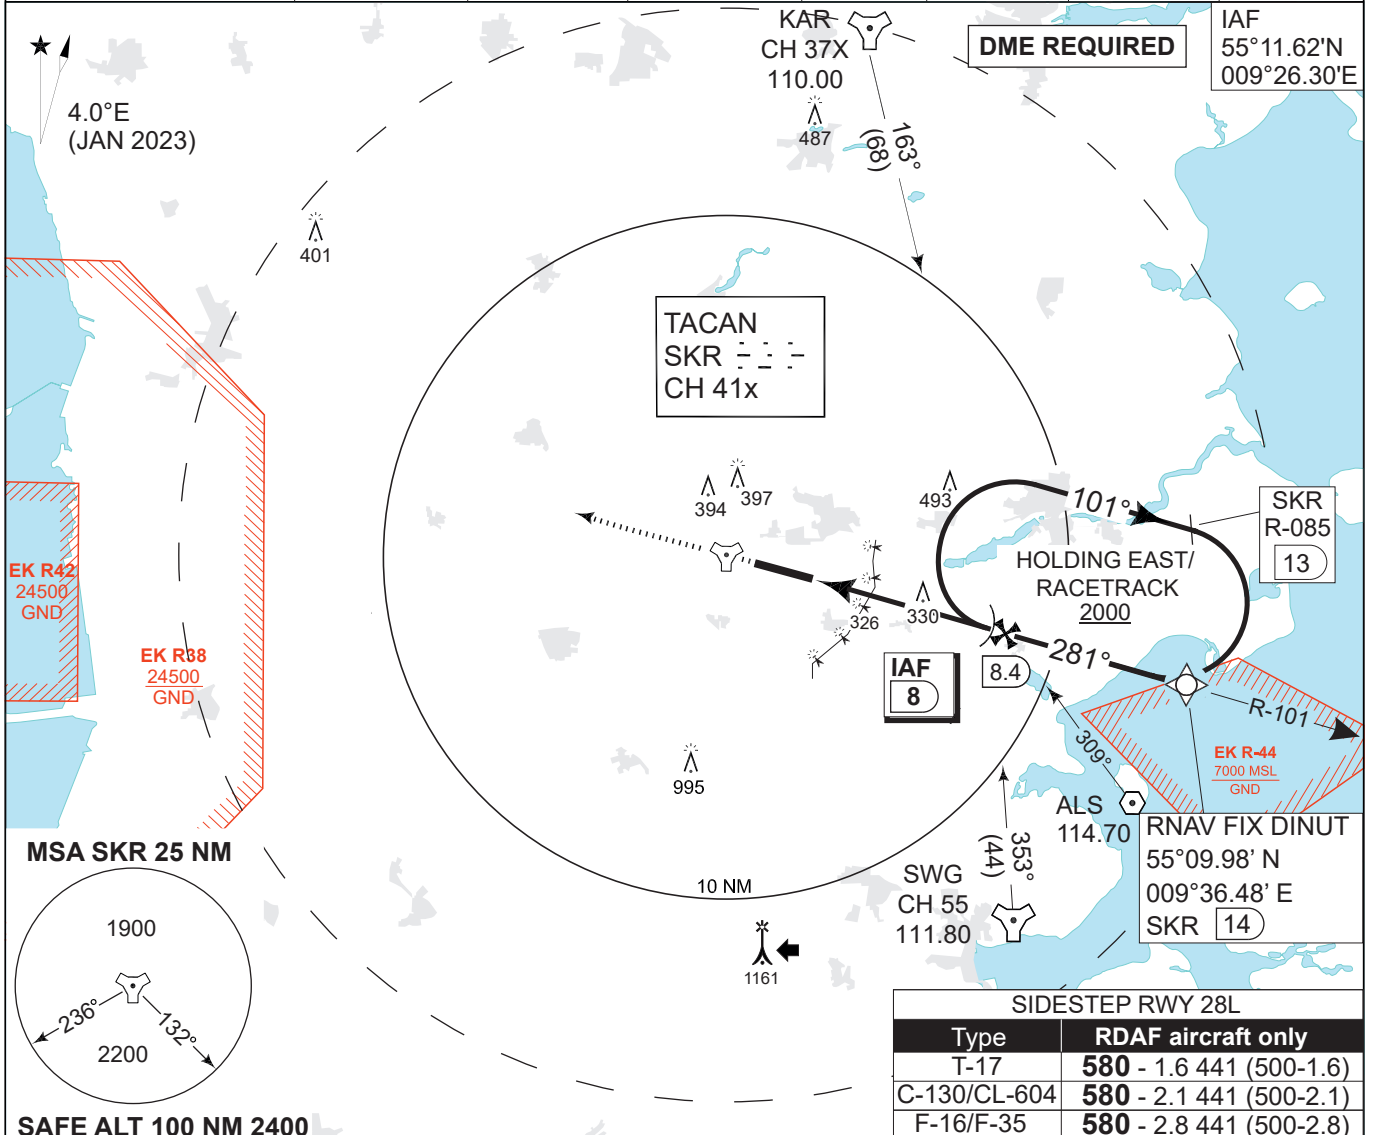 KAR
CH 37X
110.00
DME REQUIRED
IAF
55°11.62'N
009°26.30'E
4.0°E
(JAN 2023)
487
163°
(68)
401
TACAN
SKR
CH 41x
394
397
493
101°
SKR
R-085
13
HOLDING EAST/
RACETRACK
2000
EK R42
24500
GND
326
330
281°
EK R38
24500
GND
IAF
8
8.4
R-101
309°
EK R-44
7000 MSL
GND
995
ALS
114.70
RNAV FIX DINUT
55°09.98' N
009°36.48' E
SKR 14
353°
(44)
SWG
CH 55
111.80
10 NM
1161
MSA SKR 25 NM
1900
236°
132°
2200
SAFE ALT 100 NM 2400
SIDESTEP RWY 28L
Type RDAF aircraft only
T-17 580 - 1.6 441 (500-1.6)
C-130/CL-604 580 - 2.1 441 (500-2.1)
F-16/F-35 580 - 2.8 441 (500-2.8)